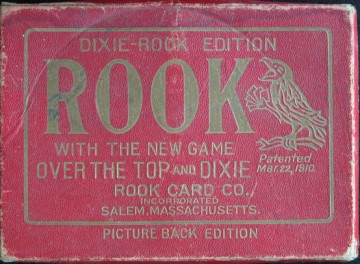 DIXIE-ROOK EDITION
ROOK
WITH THE NEW GAME
OVER THE TOP AND DIXIE
Patented
Mar. 22, 1910.
ROOK CARD CO./
INCORPORATED
SALEM, MASSACHUSETTS.
PICTURE BACK EDITION